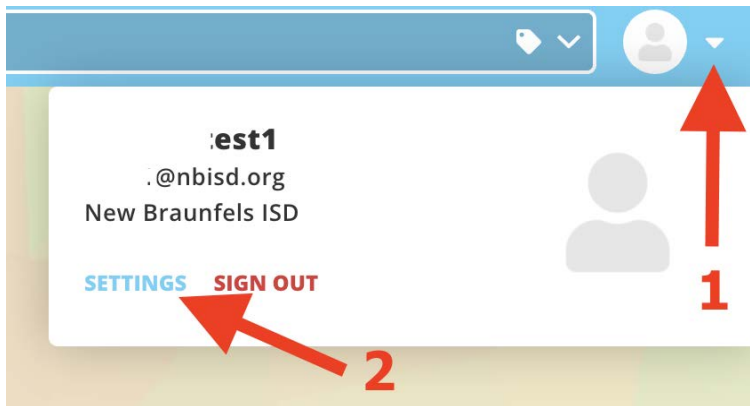 est1
@nbisd.org
New Braunfels ISD
SETTINGS SIGN OUT
1
2